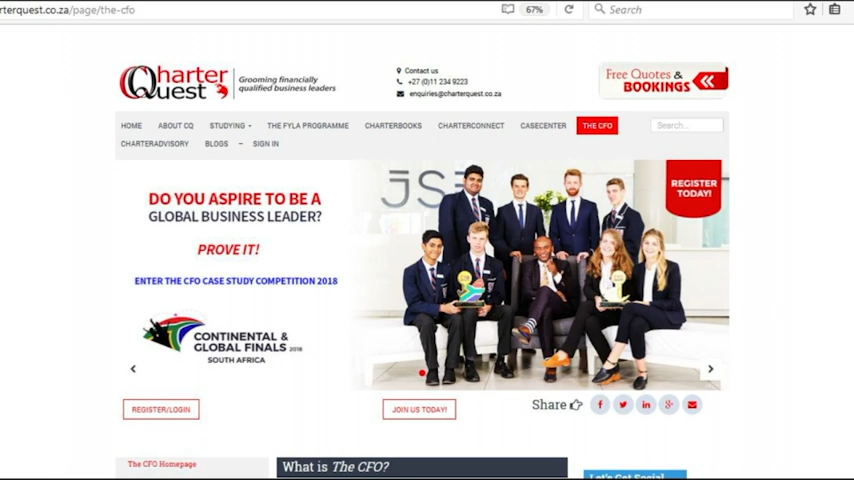 rterquest.co.za/page/the-cfo
67%
Search
Charter
Quest
Grooming financially
qualified business leaders
Contact us
+27 (0)11 234 9223
enquiries@charterquest.co.za
Free Quotes &
BOOKINGS
HOME ABOUT CQ STUDYING THE FYLA PROGRAMME CHARTERBOOKS CHARTERCONNECT CASECENTER THE CFO
Search...
CHARTERADVISORY BLOGS – SIGN IN
JSE
REGISTER
TODAY!
DO YOU ASPIRE TO BE A
GLOBAL BUSINESS LEADER?
PROVE IT!
ENTER THE CFO CASE STUDY COMPETITION 2018
CONTINENTAL &
GLOBAL FINALS 2018
SOUTH AFRICA
REGISTER/LOGIN
JOIN US TODAY!
Share
The CFO Homepage
What is The CFO?
Let's Get Social